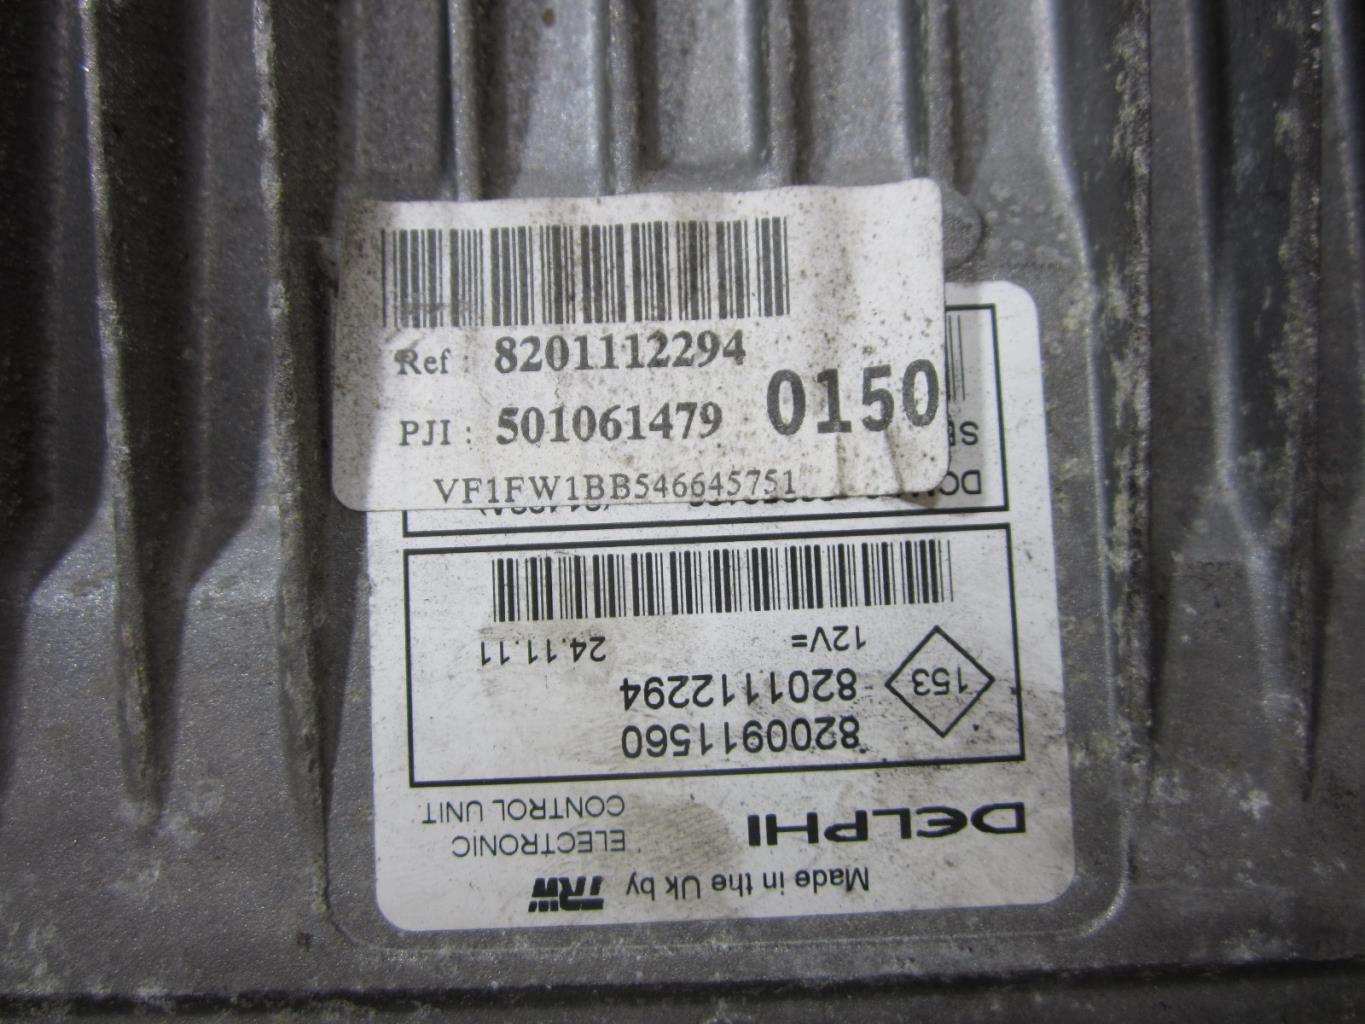 Ref : 8201112294
PJI : 501061479 0150
VF1FW1BB546645751
Made in the Uk by TRW
DELPHI
ELECTRONIC
CONTROL UNIT
8200911560
153
8201112294
12V= 24.11.11